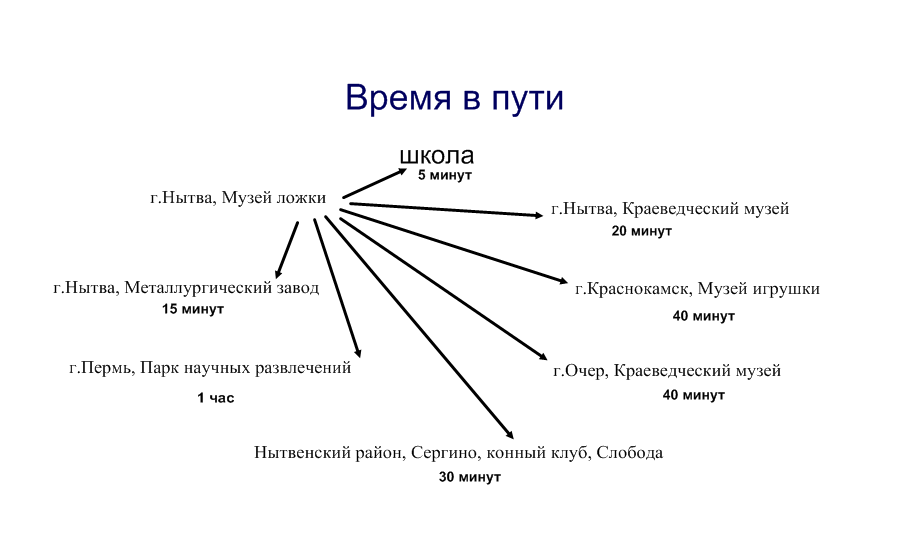 Время в пути
школа
5 минут
г.Нытва, Музей ложки
г.Нытва, Краеведческий музей
20 минут
г.Нытва, Металлургический завод
15 минут
г.Краснокамск, Музей игрушки
40 минут
г.Пермь, Парк научных развлечений
1 час
г.Очер, Краеведческий музей
40 минут
Нытвенский район, Сергино, конный клуб, Слобода
30 минут